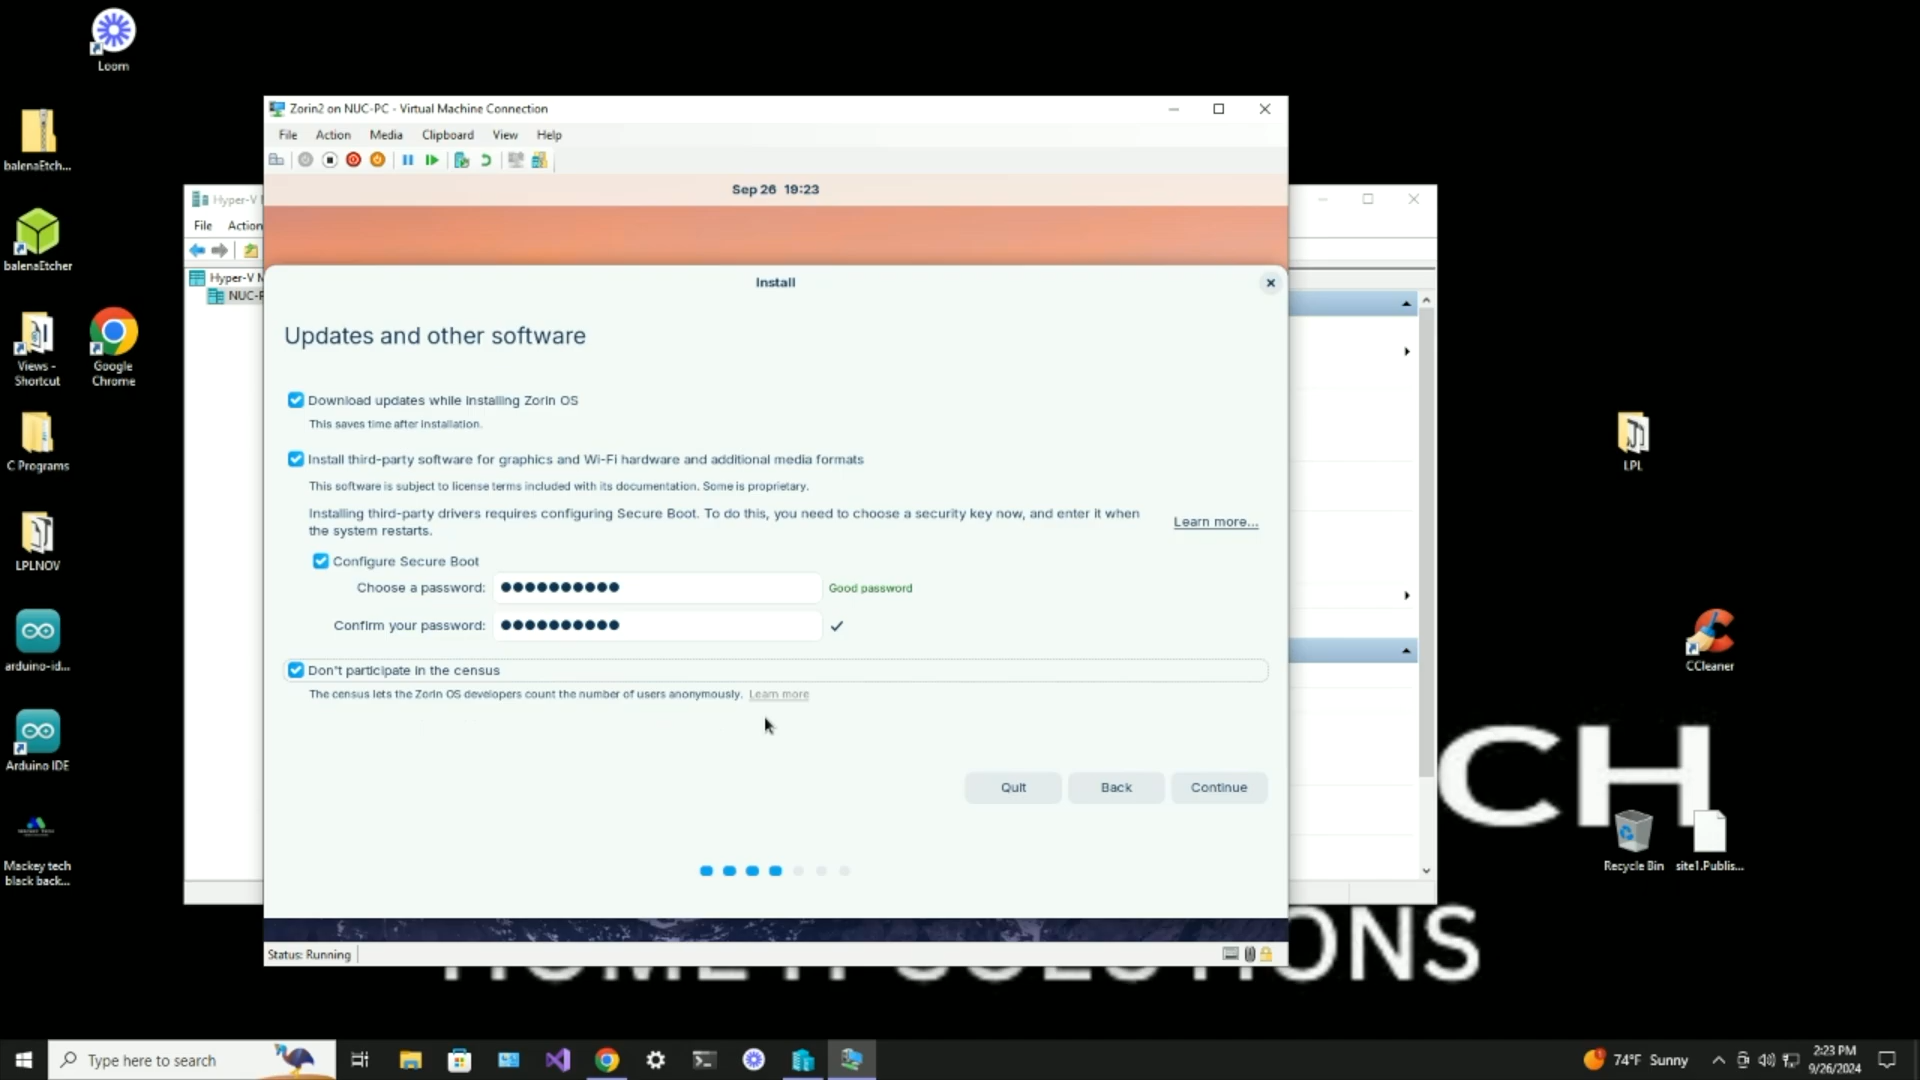 Loom
balenaEtch...
balenaEtcher
Views -
Shortcut
Google
Chrome
C Programs
LPLNOV
arduino-id...
Arduino IDE
Mackey tech
black back...
Zorin2 on NUC-PC - Virtual Machine Connection
File Action Media Clipboard View Help
Hyper-V
File Action
Hyper-V M
NUC-P
Sep 26 19:23
Install
Updates and other software
Download updates while installing Zorin OS
This saves time after installation.
Install third-party software for graphics and Wi-Fi hardware and additional media formats
This software is subject to license terms included with its documentation. Some is proprietary.
Installing third-party drivers requires configuring Secure Boot. To do this, you need to choose a security key now, and enter it when
the system restarts.
Learn more...
Configure Secure Boot
Choose a password: ●●●●●●●●●● Good password
Confirm your password: ●●●●●●●●●●
Don't participate in the census
The census lets the Zorin OS developers count the number of users anonymously. Learn more
Quit Back Continue
Status: Running
LPL
CCleaner
CH
Recycle Bin
site1.Publis...
ONS
Type here to search
74°F Sunny
2:23 PM
9/26/2024